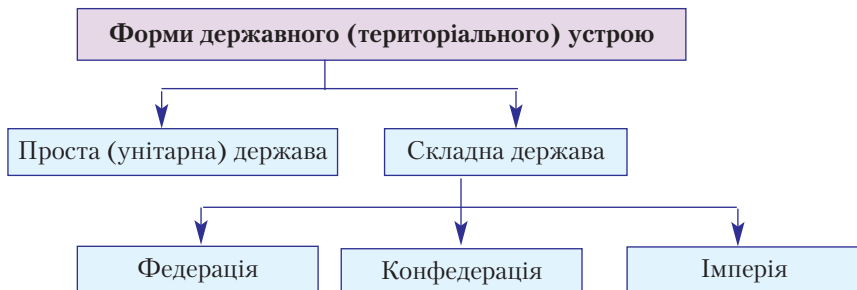 Форми державного (територіального) устрою
Проста (унітарна) держава
Складна держава
Федерація
Конфедерація
Імперія